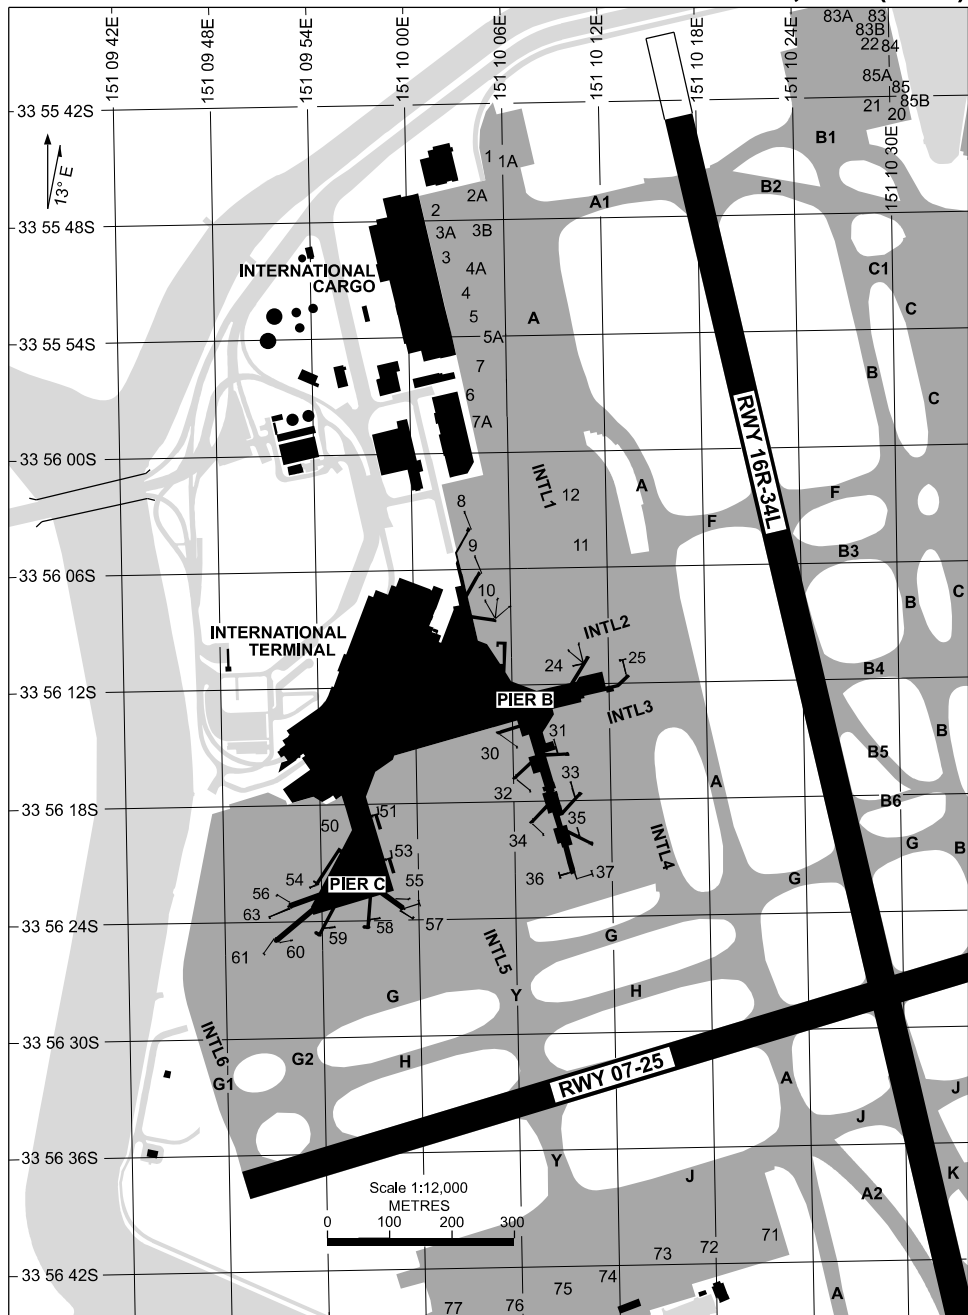 151 09 42E
151 09 48E
151 09 54E
151 10 00E
151 10 06E
151 10 12E
151 10 18E
151 10 24E
83A
83
83B
22
84
85A
85
85B
21
20
151 10 30E
33 55 42S
13° E
B1
1
1A
B2
2A
A1
2
33 55 48S
3A
3B
3
4A
INTERNATIONAL
CARGO
4
C1
C
5
A
5A
33 55 54S
7
B
6
C
7A
RWY 16R-34L
33 56 00S
INTL1
8
12
A
F
F
9
11
B3
33 56 06S
10
C
B
INTL2
INTERNATIONAL
TERMINAL
24
25
B4
33 56 12S
PIER B
INTL3
30
31
B
B5
33
A
32
B6
33 56 18S
50
51
34
35
INTL4
G
B
53
54
PIER C
55
36
37
G
56
63
57
58
59
60
61
33 56 24S
INTL5
G
G
Y
H
33 56 30S
INTL6
G1
G2
H
RWY 07-25
A
J
J
33 56 36S
Y
J
K
A2
Scale 1:12,000
METRES
0
100
200
300
71
72
73
74
75
76
77
33 56 42S
A